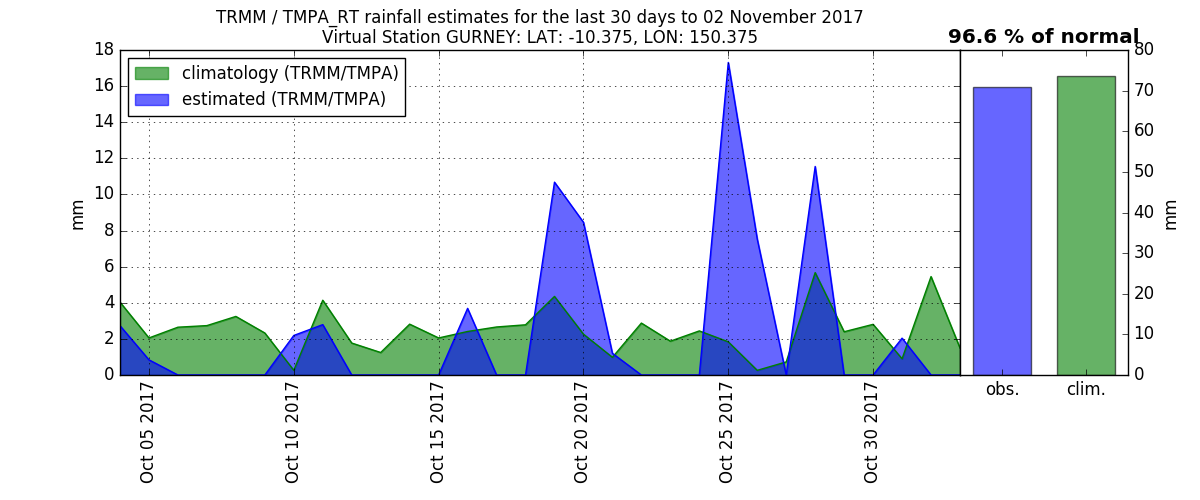 TRMM / TMPA_RT rainfall estimates for the last 30 days to 02 November 2017
Virtual Station GURNEY: LAT: -10.375, LON: 150.375
96.6 % of normal
climatology (TRMM/TMPA)
estimated (TRMM/TMPA)
mm
18
16
14
12
10
8
6
4
2
0
Oct 05 2017
Oct 10 2017
Oct 15 2017
Oct 20 2017
Oct 25 2017
Oct 30 2017
obs.
clim.
80
70
60
50
40
30
20
10
0
mm